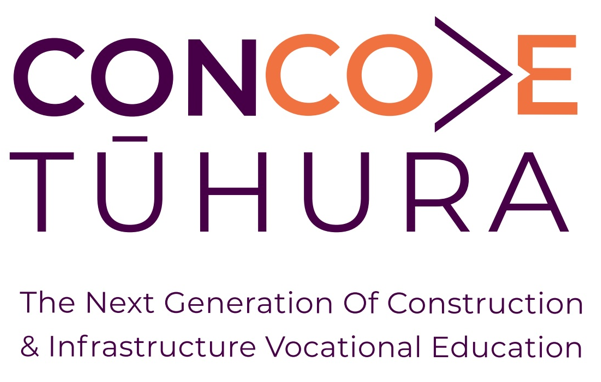 CONCOVE
TŪHURA
The Next Generation Of Construction
& Infrastructure Vocational Education